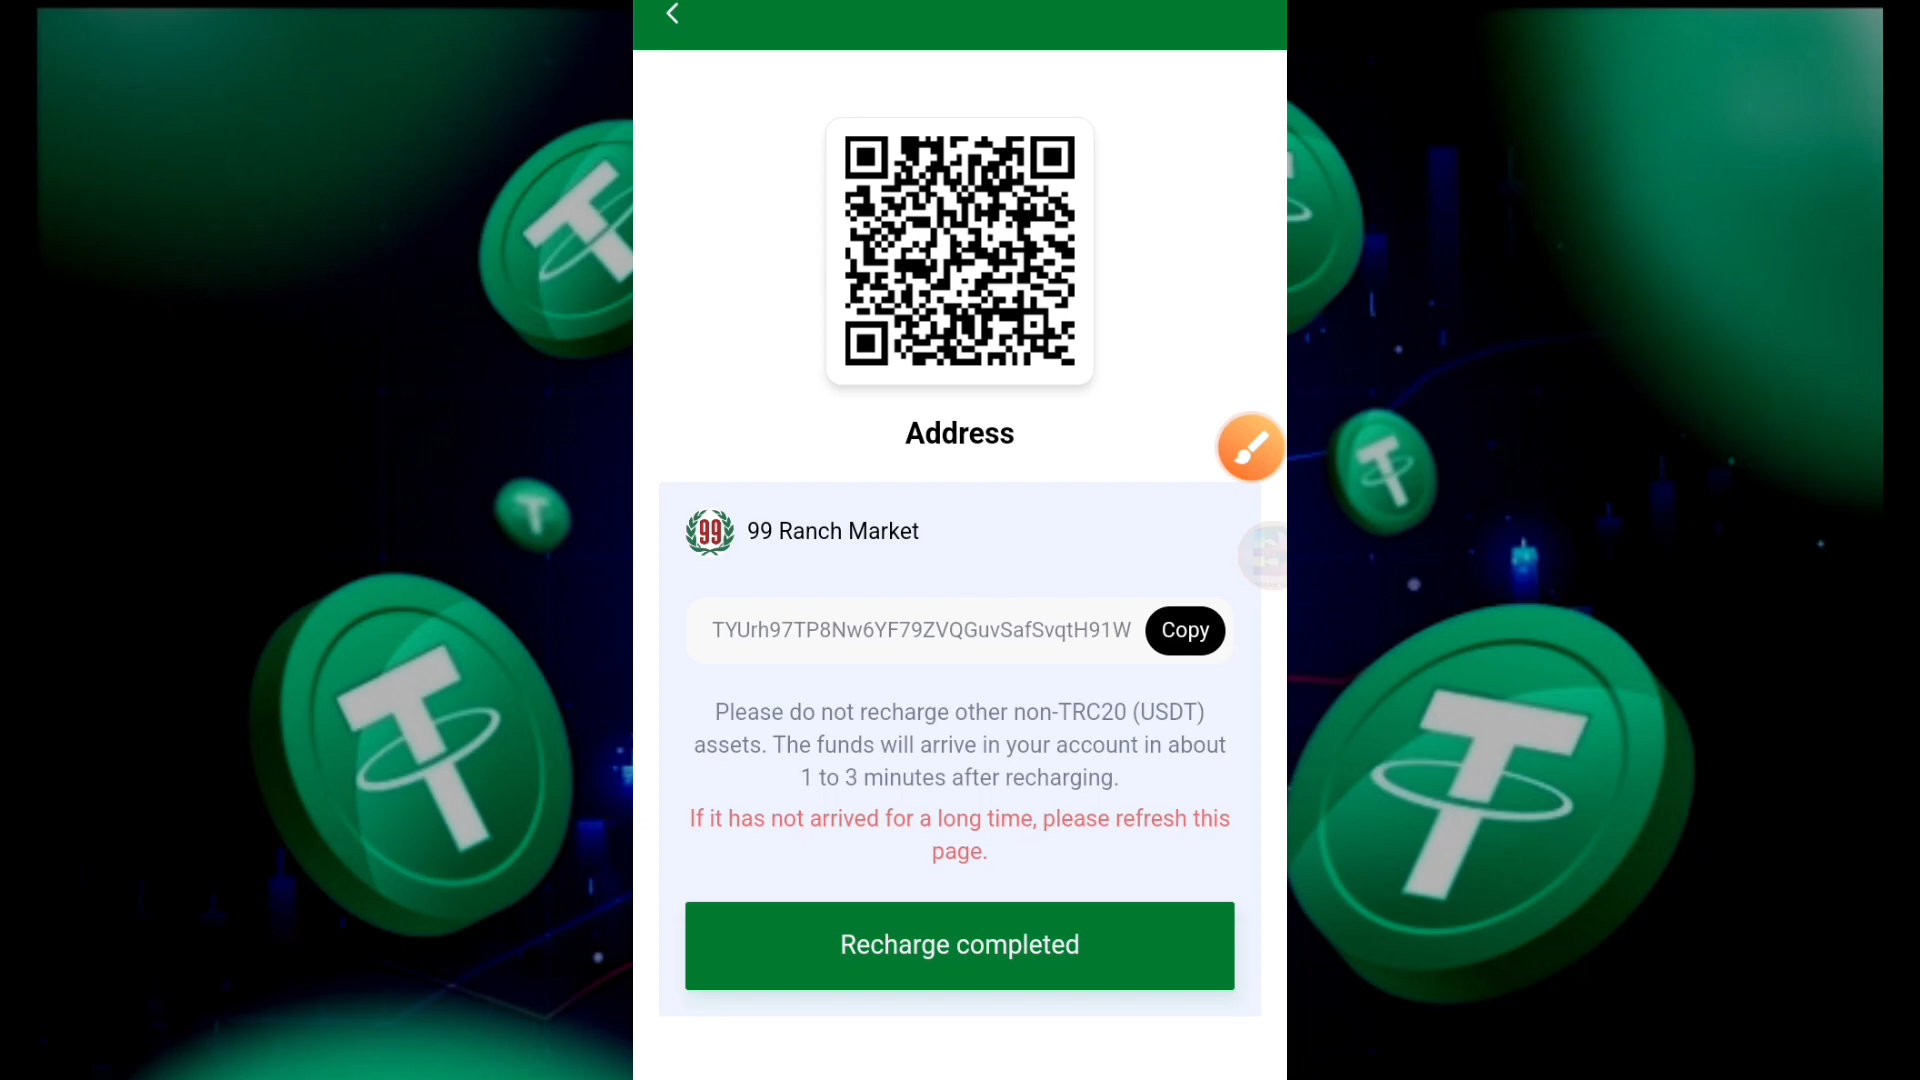 Address
99
99 Ranch Market
TYUrh97TP8Nw6YF79ZVQGuvSafSvqtH91W
Copy
Please do not recharge other non-TRC20 (USDT)
assets. The funds will arrive in your account in about
1 to 3 minutes after recharging.
If it has not arrived for a long time, please refresh this
page.
Recharge completed